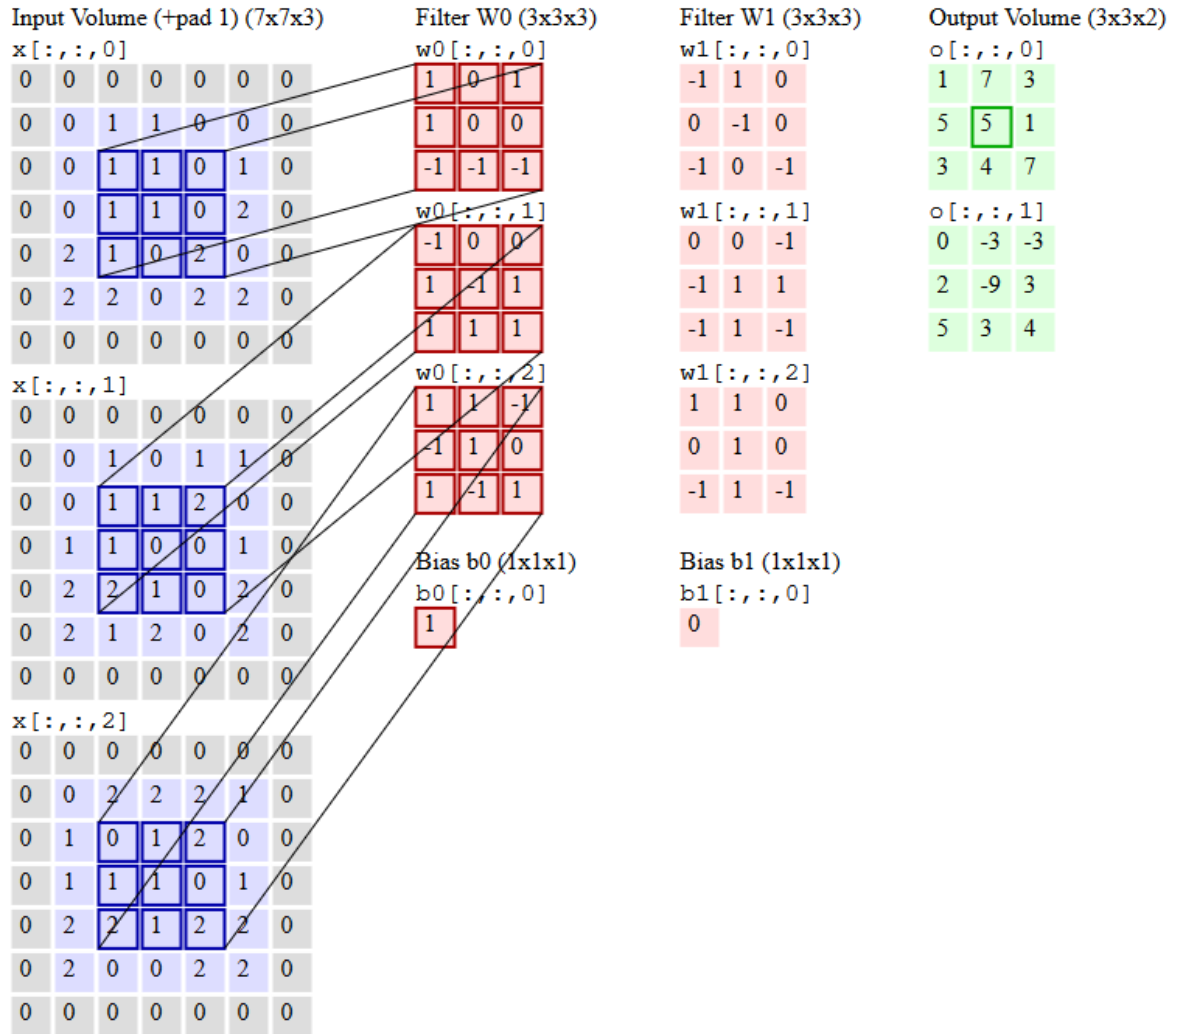 Input Volume (+pad 1) (7x7x3)
x[:,:,0]
0 0 0 0 0 0 0
0 0 1 1 0 0 0
0 0 1 1 0 1 0
0 0 1 1 0 2 0
0 2 1 0 2 0 0
0 2 2 0 2 2 0
0 0 0 0 0 0 0
x[:,:,1]
0 0 0 0 0 0 0
0 0 1 0 1 1 0
0 0 1 1 2 0 0
0 1 1 0 0 1 0
0 2 2 1 0 2 0
0 2 1 2 0 2 0
0 0 0 0 0 0 0
x[:,:,2]
0 0 0 0 0 0 0
0 0 2 2 2 1 0
0 1 0 1 2 0 0
0 1 1 1 0 1 0
0 2 2 1 2 2 0
0 2 0 0 2 2 0
0 0 0 0 0 0 0
Filter W0 (3x3x3)
w0[:,:,0]
1 0 1
1 0 0
-1 -1 -1
w0[:,:,1]
-1 0 0
1 -1 1
1 1 1
w0[:,:,2]
1 1 -1
-1 1 0
1 -1 1
Bias b0 (1x1x1)
b0[:,:,0]
1
Filter W1 (3x3x3)
w1[:,:,0]
-1 1 0
0 -1 0
-1 0 -1
w1[:,:,1]
0 0 -1
-1 1 1
-1 1 -1
w1[:,:,2]
1 1 0
0 1 0
-1 1 -1
Bias b1 (1x1x1)
b1[:,:,0]
0
Output Volume (3x3x2)
o[:,:,0]
1 7 3
5 5 1
3 4 7
o[:,:,1]
0 -3 -3
2 -9 3
5 3 4